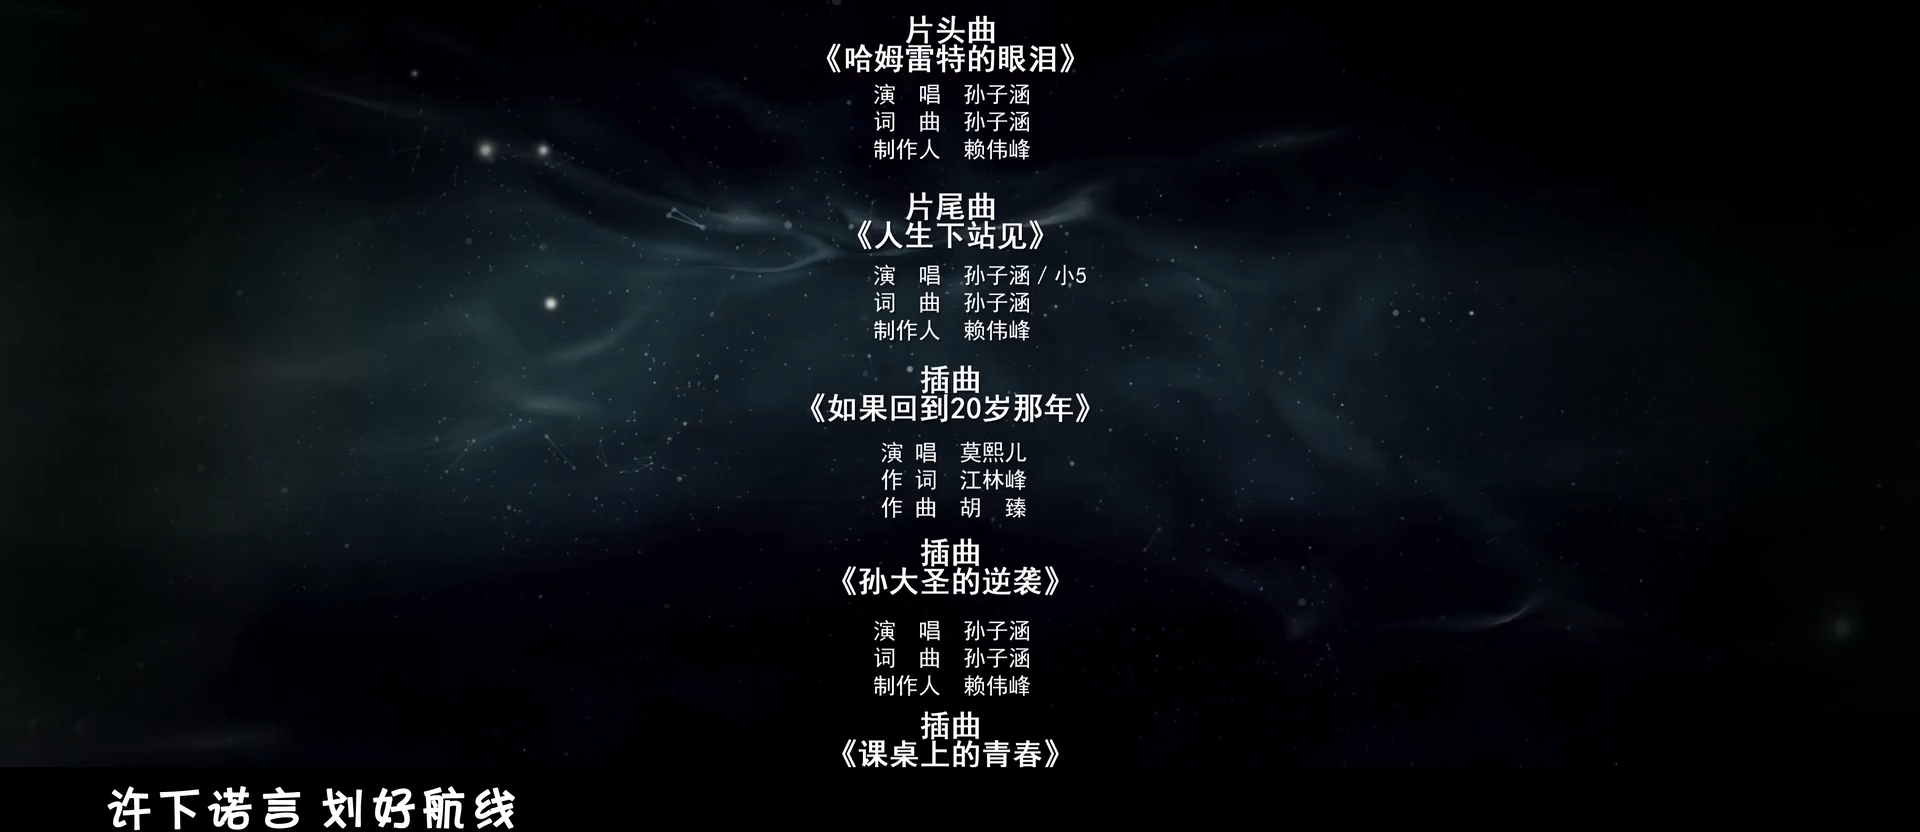 片头曲
《哈姆雷特的眼泪》
演 唱 孙子涵
词 曲 孙子涵
制作人 赖伟峰
片尾曲
《人生下站见》
演 唱 孙子涵 / 小5
词 曲 孙子涵
制作人 赖伟峰
插曲
《如果回到20岁那年》
演 唱 莫熙儿
作 词 江林峰
作 曲 胡 臻
插曲
《孙大圣的逆袭》
演 唱 孙子涵
词 曲 孙子涵
制作人 赖伟峰
插曲
《课桌上的青春》
许下诺言 划好航线